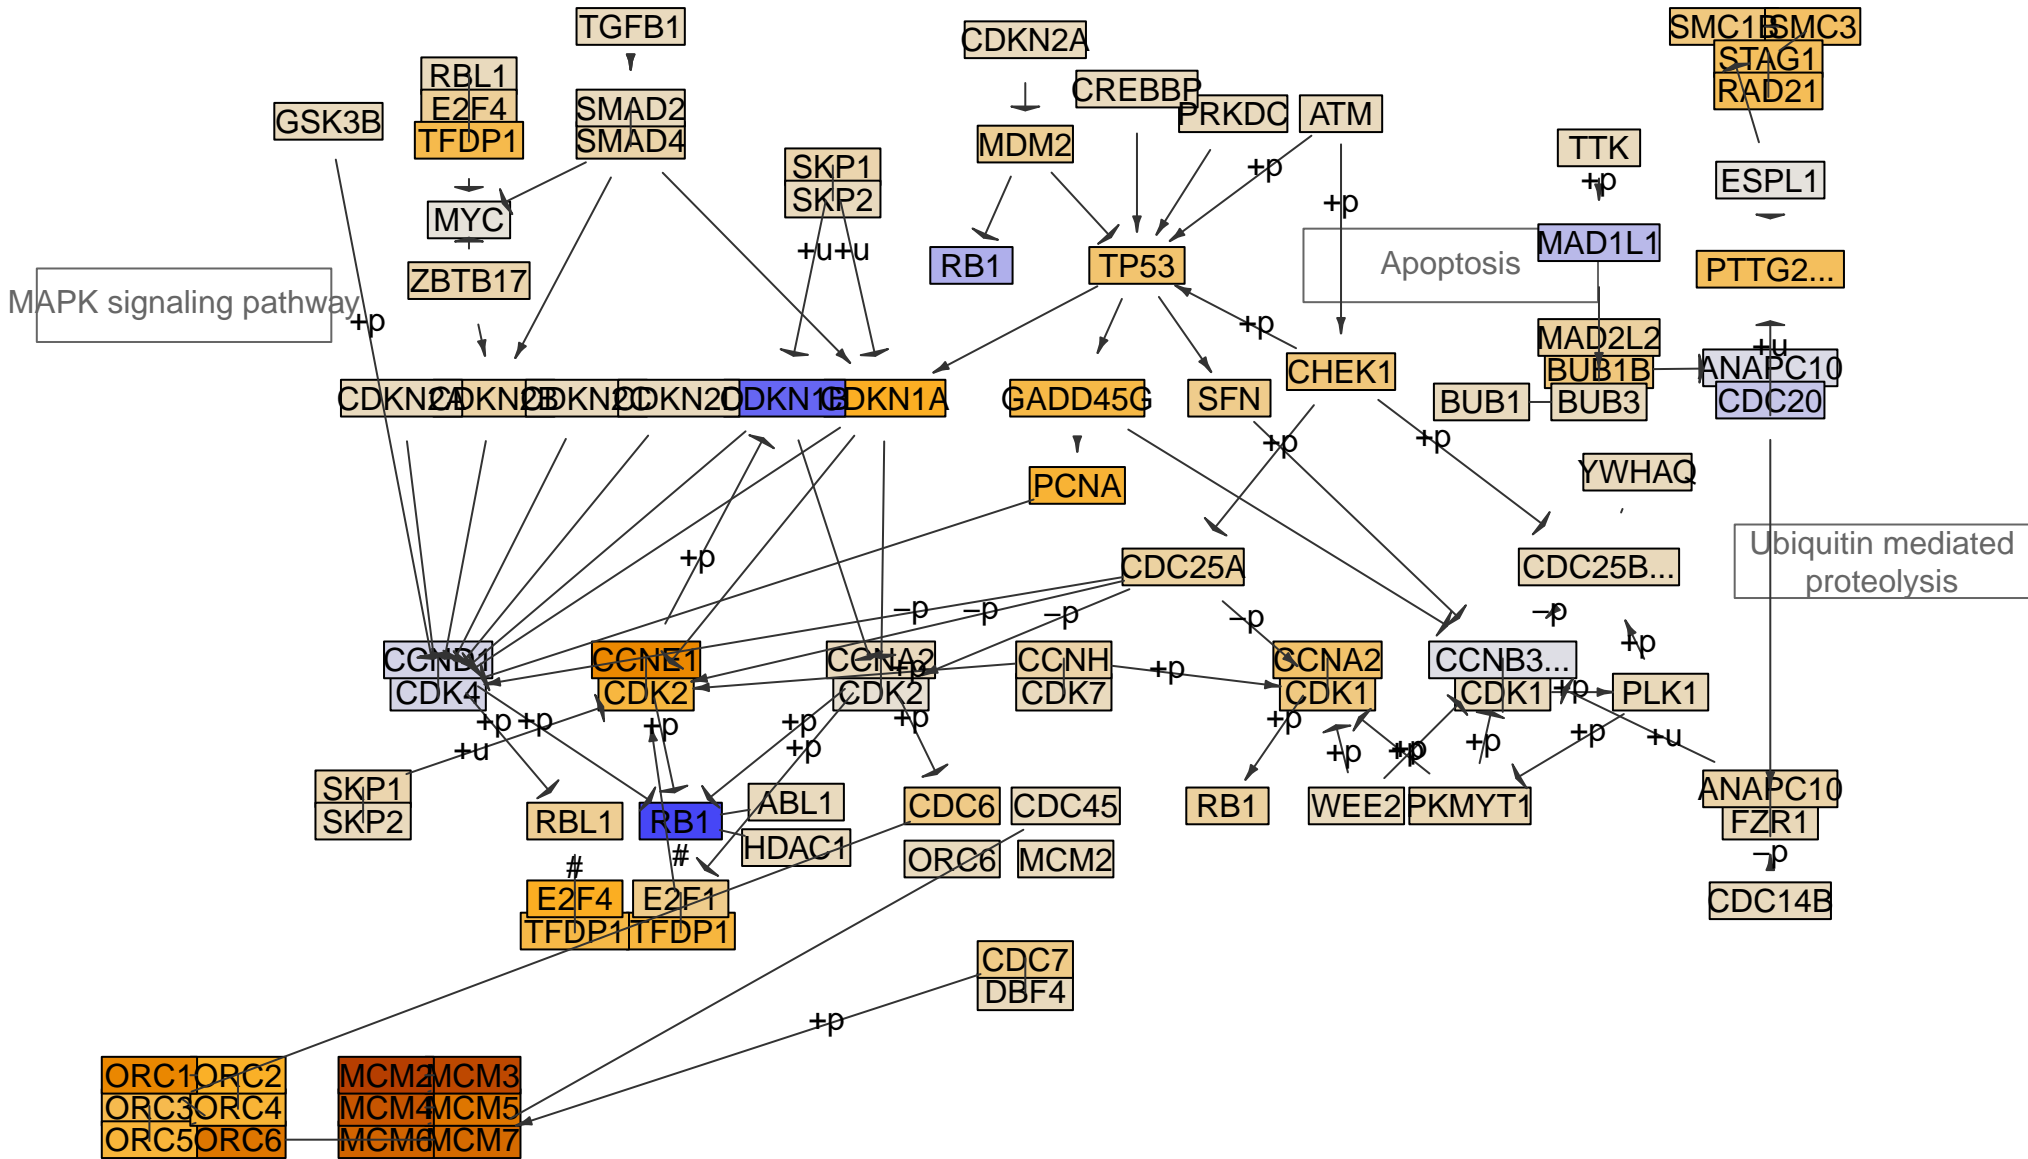 TGFB1
CDKN2A
SMC1B SMC3
RBL1
CREBBP
STAG1
E2F4
SMAD2
PRKDC
ATM
RAD21
GSK3B
TFDP1
SMAD4
MDM2
TTK
SKP1
+p
+p
ESPL1
SKP2
+p
MYC
+u +u
RB1
TP53
Apoptosis
MAD1L1
PTTG2...
ZBTB17
MAPK signaling pathway
+p
+p
MAD2L2
+u
CHEK1
BUB1B
ANAPC10
CDKN2A CDKN2B CDKN2C CDKN2D CDKN1B CDKN1A
GADD45G
SFN
BUB1
BUB3
CDC20
+p
+p
PCNA
YWHAQ
Ubiquitin mediated
proteolysis
+p
CDC25A
CDC25B...
−p
−p
−p
−p
−p
+p
CCND1
CCNE1
CCNA2
CCNH
CCNA2
CCNB3...
+p
+p
CDK4
CDK2
CDK2
CDK7
CDK1
CDK1
+p
PLK1
+p
+p
+p
+p
+p
+p
+p
+u
+p
+p
+p
+p
+p
+p
+u
SKP1
ABL1
ANAPC10
SKP2
RBL1
RB1
CDC6
CDC45
RB1
WEE2
PKMYT1
FZR1
HDAC1
#
#
ORC6
MCM2
−p
E2F4
E2F1
CDC14B
TFDP1
TFDP1
CDC7
DBF4
+p
ORC1 ORC2
MCM2 MCM3
ORC3 ORC4
MCM4 MCM5
ORC5 ORC6
MCM6 MCM7